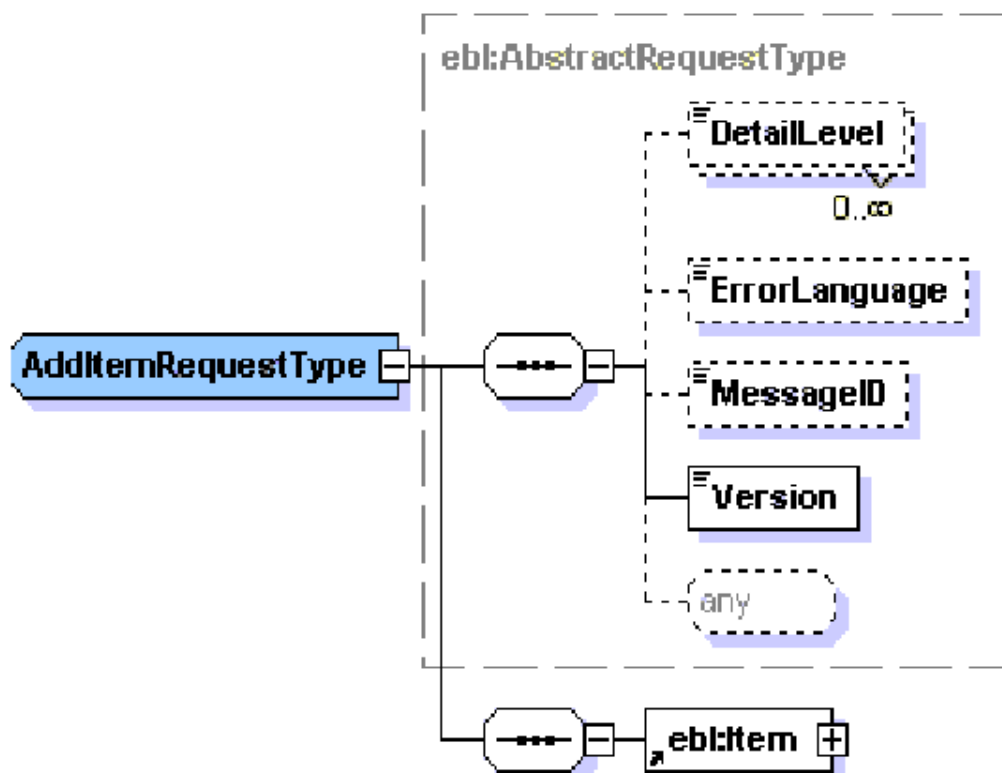 ebl:AbstractRequestType
DetailLevel
0..∞
ErrorLanguage
AddItemRequestType
MessageID
Version
any
ebl:Item